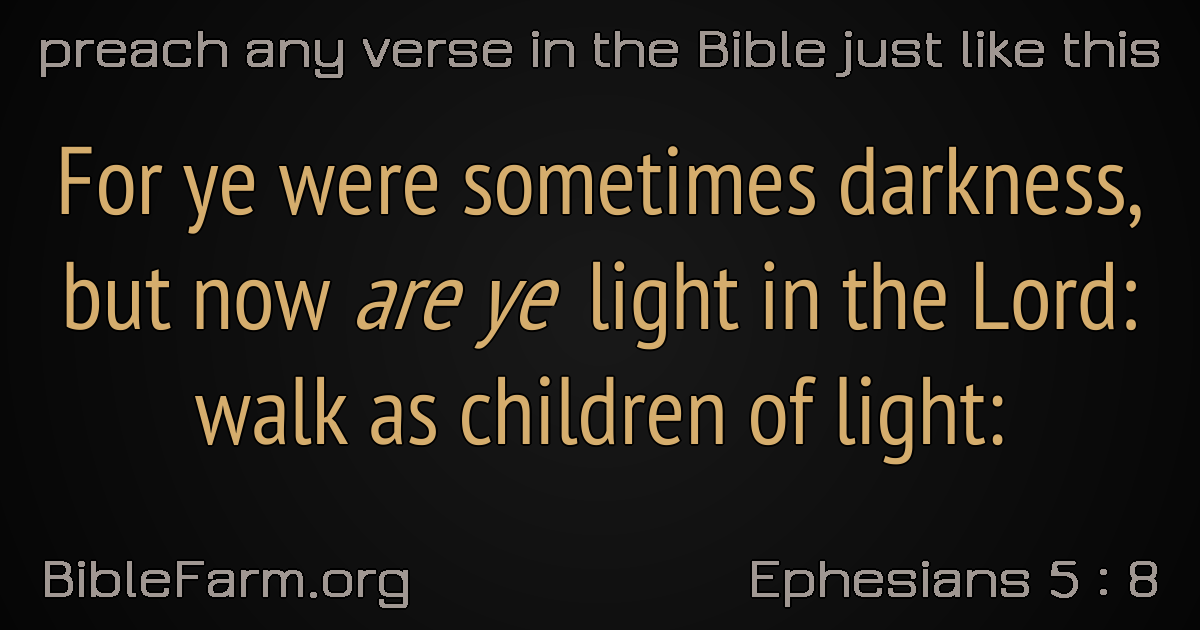 preach any verse in the Bible just like this
For ye were sometimes darkness,
but now are ye light in the Lord:
walk as children of light:
BibleFarm.org
Ephesians 5 : 8